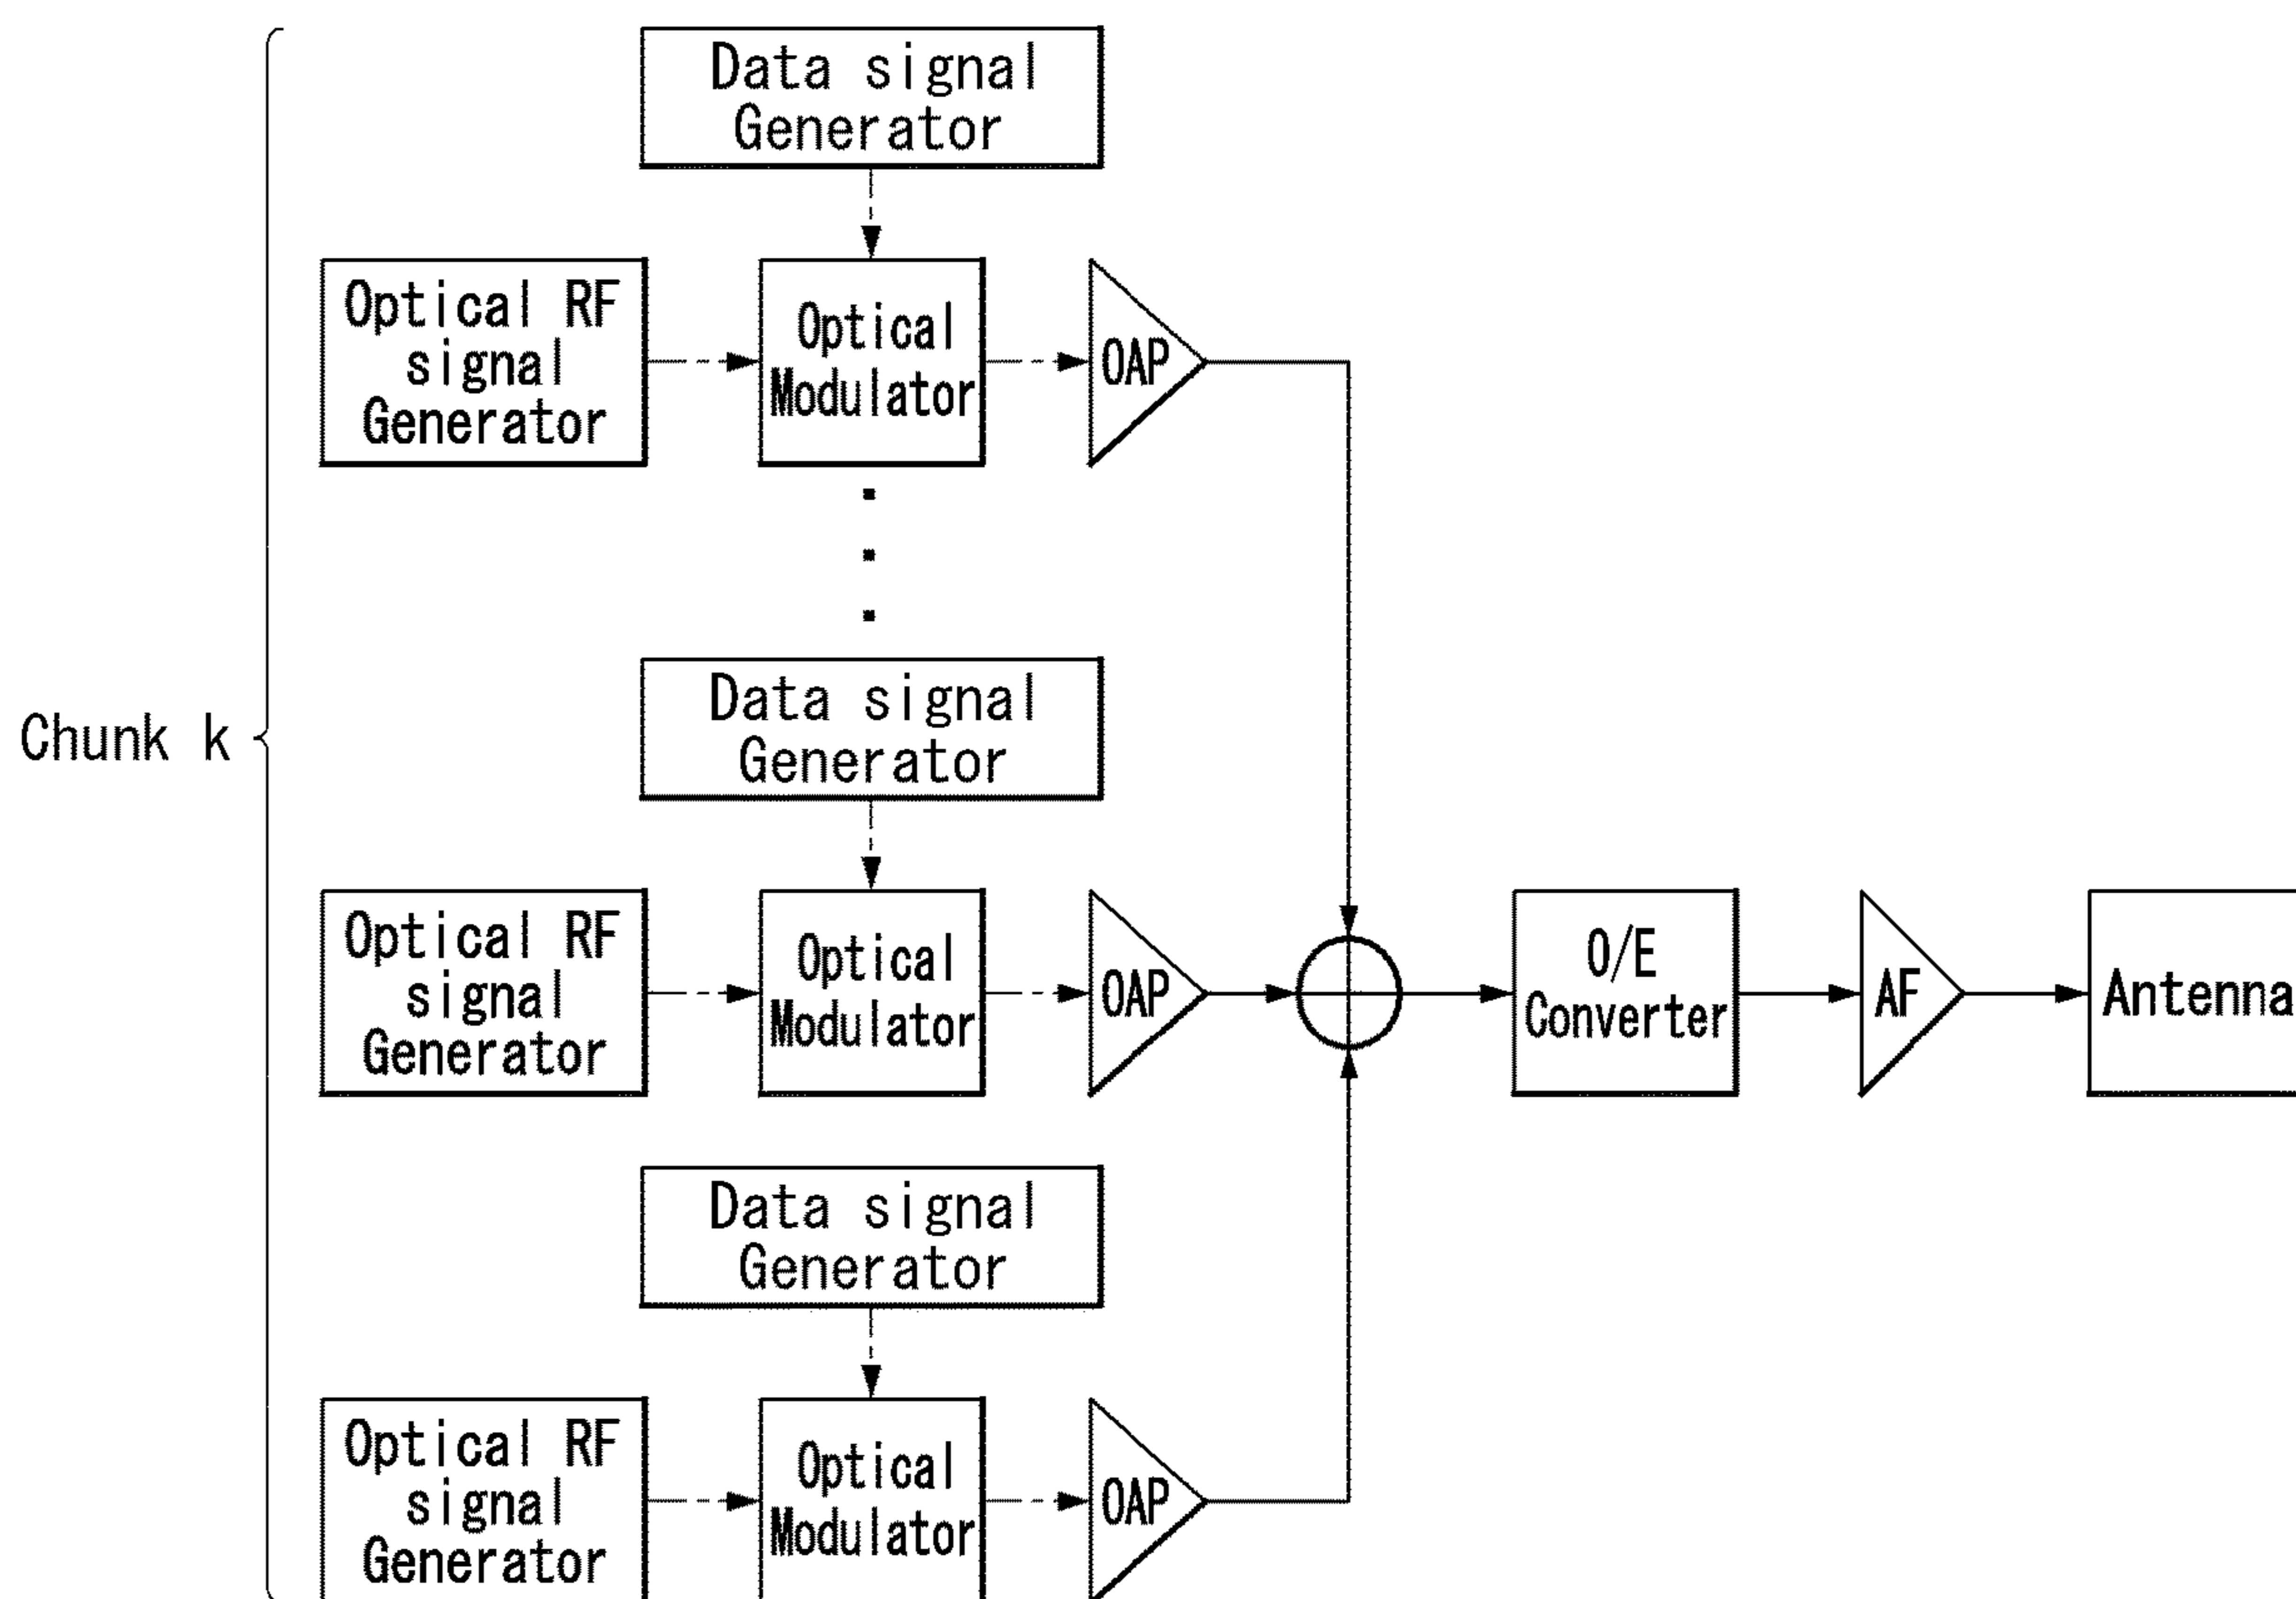 Data signal
Generator
Optical RF
signal
Generator
Optical
Modulator
OAP
Data signal
Generator
Chunk k
Optical RF
signal
Generator
Optical
Modulator
OAP
O/E
Converter
AF
Antenna
Data signal
Generator
Optical RF
signal
Generator
Optical
Modulator
OAP